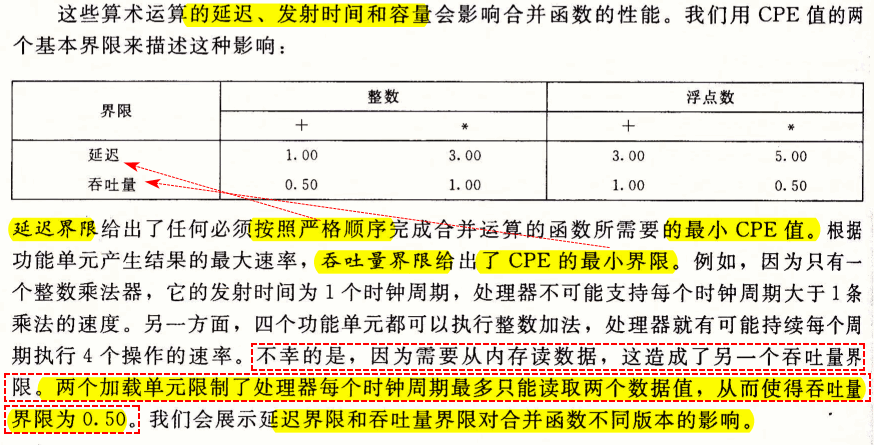 这些算术运算的延迟、发射时间和容量会影响合并函数的性能。我们用 CPE 值的两
个基本界限来描述这种影响：
界限 整数 浮点数
+ * + *
延迟 1.00 3.00 3.00 5.00
吞吐量 0.50 1.00 1.00 0.50
延迟界限给出了任何必须按照严格顺序完成合并运算的函数所需要的最小 CPE 值。根据
功能单元产生结果的最大速率，吞吐量界限给出了 CPE 的最小界限。例如，因为只有一
个整数乘法器，它的发射时间为 1 个时钟周期，处理器不可能支持每个时钟周期大于 1 条
乘法的速度。另一方面，四个功能单元都可以执行整数加法，处理器就有可能持续每个周
期执行 4 个操作的速率。不幸的是，因为需要从内存读数据，这造成了另一个吞吐量界
限。两个加载单元限制了处理器每个时钟周期最多只能读取两个数据值，从而使得吞吐量
界限为 0.50。我们会展示延迟界限和吞吐量界限对合并函数不同版本的影响。